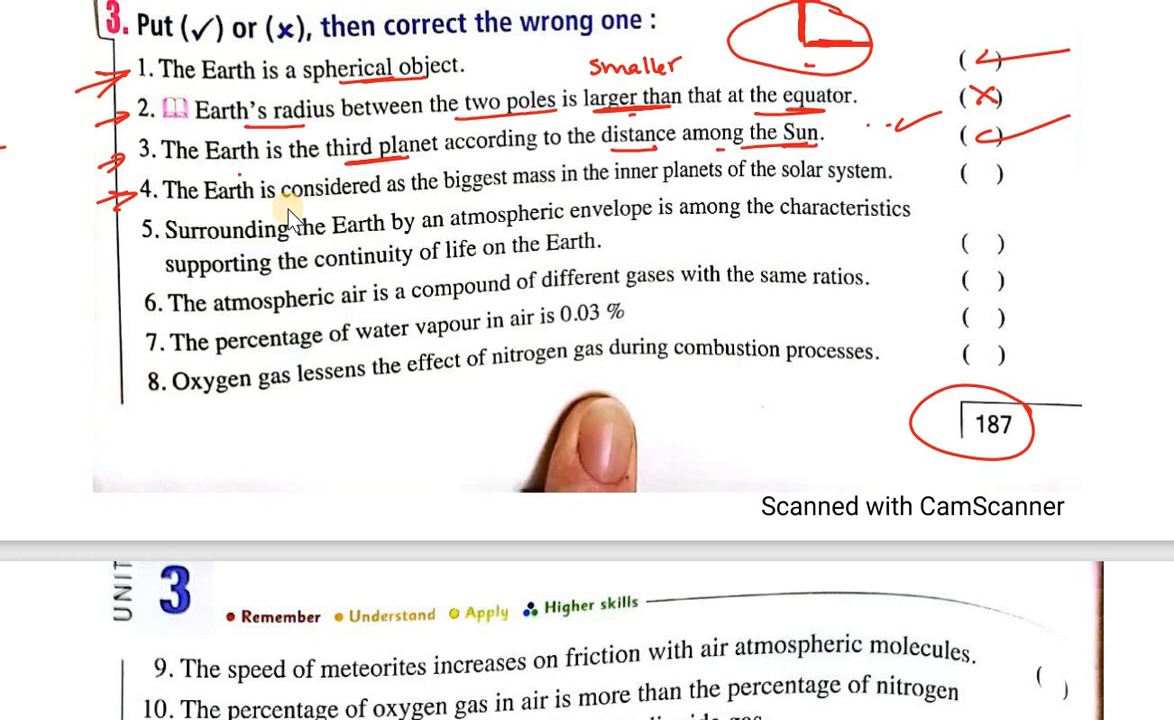 3. Put (✓) or (x), then correct the wrong one :
1. The Earth is a spherical object. (✓)
smaller
2. Earth's radius between the two poles is larger than that at the equator. (x)
3. The Earth is the third planet according to the distance among the Sun. (✓)
4. The Earth is considered as the biggest mass in the inner planets of the solar system. ( )
5. Surrounding the Earth by an atmospheric envelope is among the characteristics
supporting the continuity of life on the Earth. ( )
6. The atmospheric air is a compound of different gases with the same ratios. ( )
7. The percentage of water vapour in air is 0.03 % ( )
8. Oxygen gas lessens the effect of nitrogen gas during combustion processes. ( )
187
Scanned with CamScanner
UNIT 3
• Remember • Understand • Apply Higher skills
9. The speed of meteorites increases on friction with air atmospheric molecules. ( )
10. The percentage of oxygen gas in air is more than the percentage of nitrogen